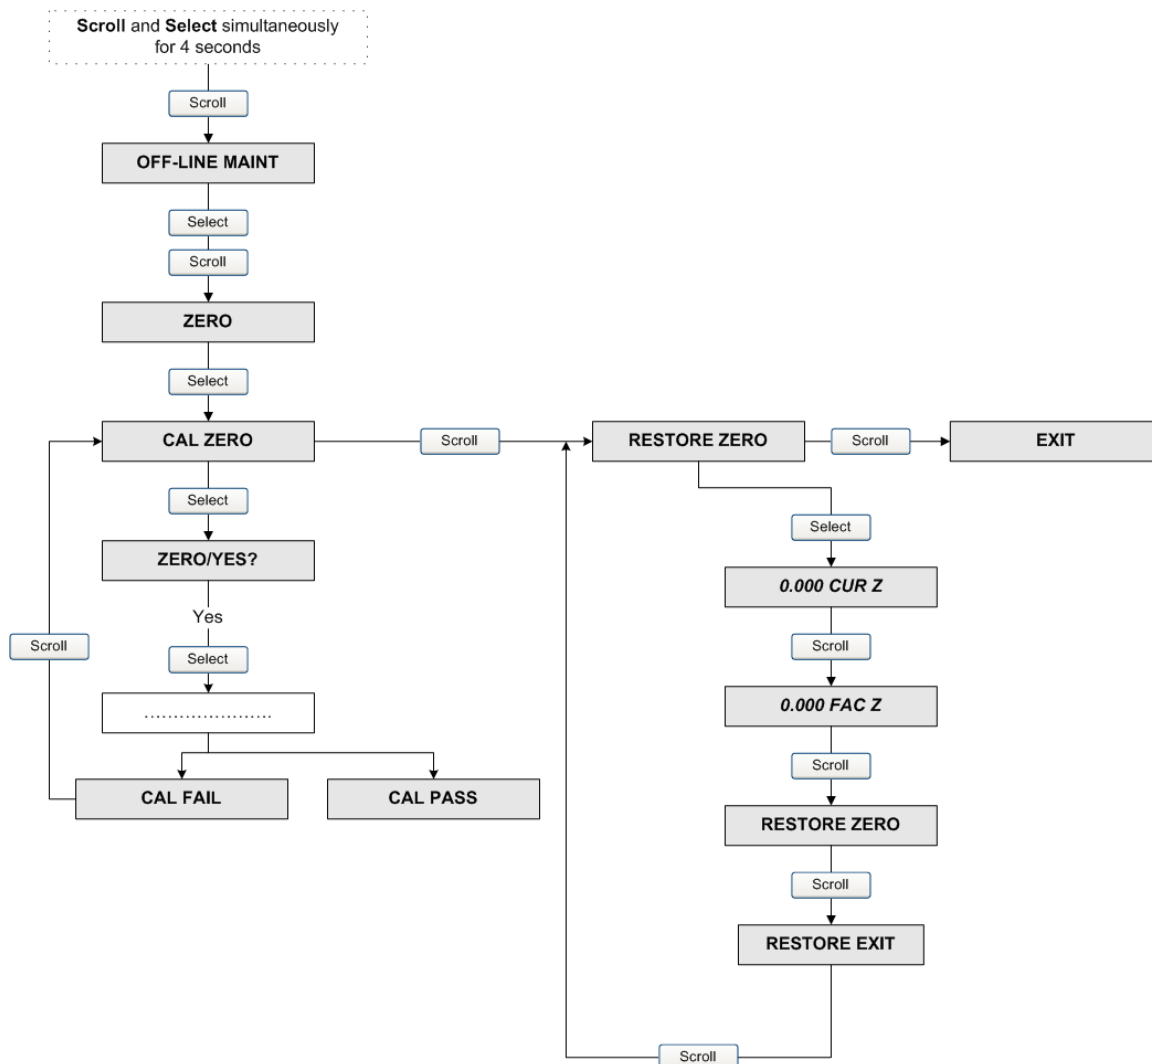 Scroll and Select simultaneously
for 4 seconds
Scroll
OFF-LINE MAINT
Select
Scroll
ZERO
Select
CAL ZERO
Scroll
RESTORE ZERO
Scroll
EXIT
Select
ZERO/YES?
Yes
Select
.......................
Scroll
CAL FAIL
CAL PASS
Select
0.000 CUR Z
Scroll
0.000 FAC Z
Scroll
RESTORE ZERO
Scroll
RESTORE EXIT
Scroll